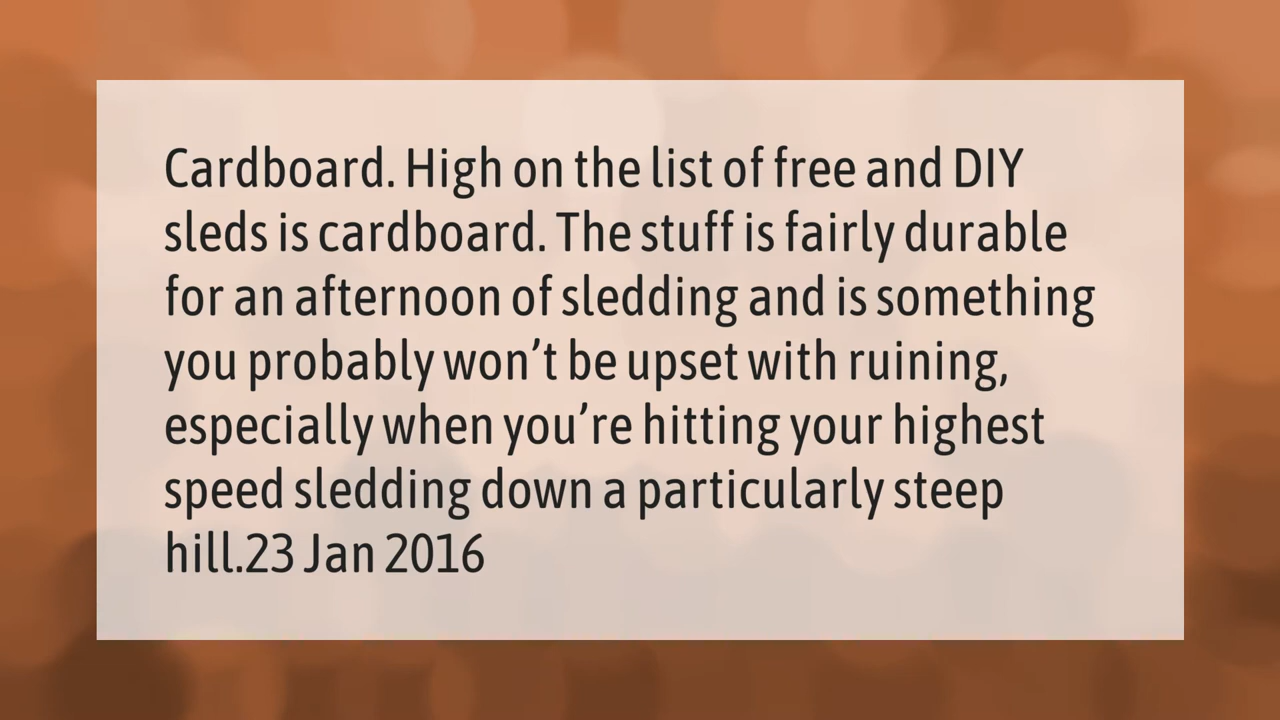 Cardboard. High on the list of free and DIY
sleds is cardboard. The stuff is fairly durable
for an afternoon of sledding and is something
you probably won’t be upset with ruining,
especially when you’re hitting your highest
speed sledding down a particularly steep
hill.23 Jan 2016